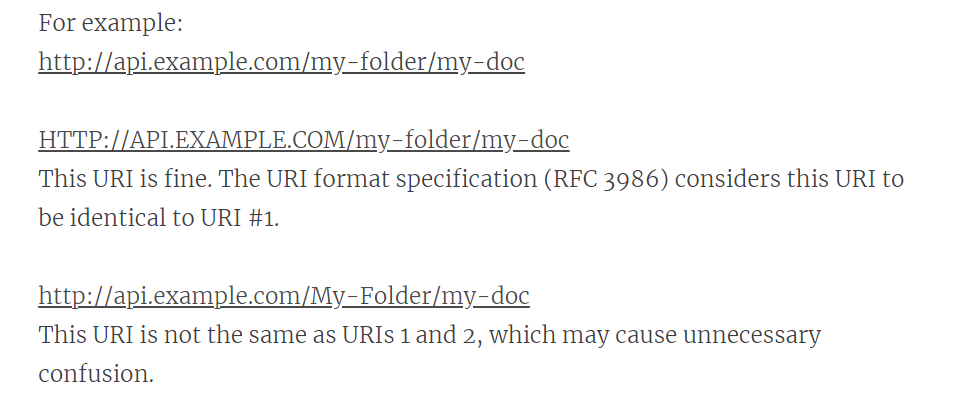 For example:
http://api.example.com/my-folder/my-doc
HTTP://API.EXAMPLE.COM/my-folder/my-doc
This URI is fine. The URI format specification (RFC 3986) considers this URI to
be identical to URI #1.
http://api.example.com/My-Folder/my-doc
This URI is not the same as URIs 1 and 2, which may cause unnecessary
confusion.